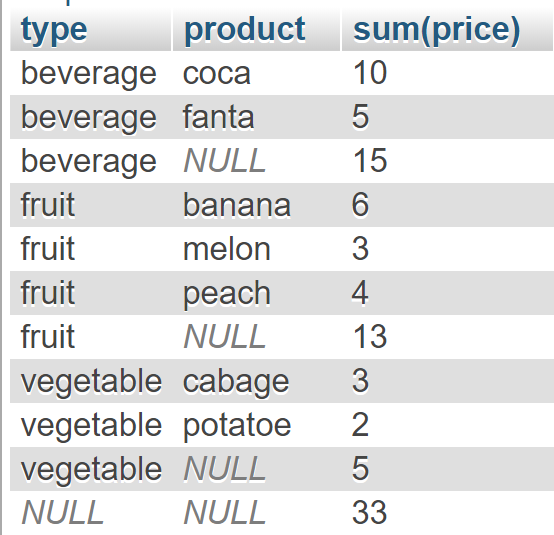 type product sum(price)
beverage coca 10
beverage fanta 5
beverage NULL 15
fruit banana 6
fruit melon 3
fruit peach 4
fruit NULL 13
vegetable cabage 3
vegetable potatoe 2
vegetable NULL 5
NULL NULL 33